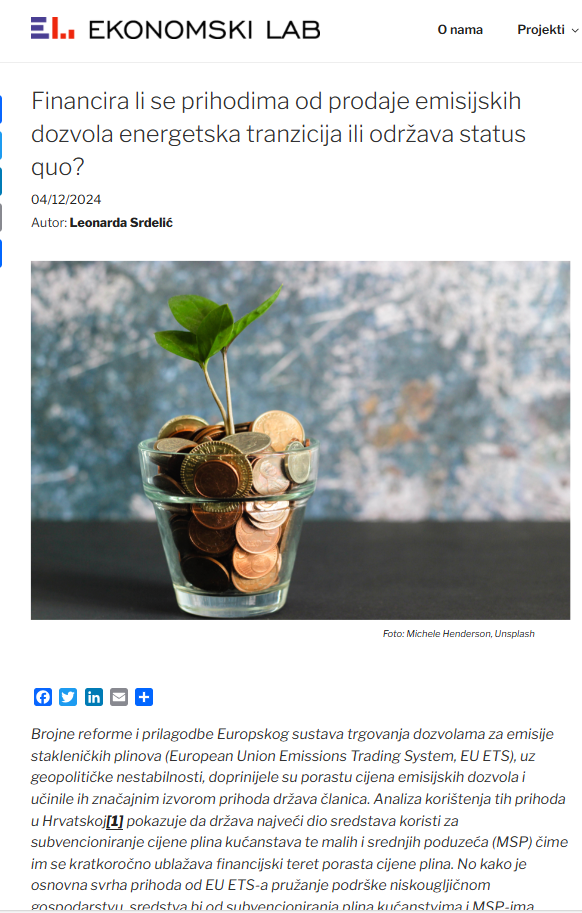 EL EKONOMSKI LAB
O nama
Projekti
Financira li se prihodima od prodaje emisijskih
dozvola energetska tranzicija ili održava status
quo?
04/12/2024
Autor: Leonarda Srdelić
Foto: Michele Henderson, Unsplash
Brojne reforme i prilagodbe Europskog sustava trgovanja dozvolama za emisije
stakleničkih plinova (European Union Emissions Trading System, EU ETS), uz
geopolitičke nestabilnosti, doprinijele su porastu cijena emisijskih dozvola i
učinile ih značajnim izvorom prihoda država članica. Analiza korištenja tih prihoda
u Hrvatskoj[1] pokazuje da država najveći dio sredstava koristi za
subvencioniranje cijene plina kućanstava te malih i srednjih poduzeća (MSP) čime
im se kratkoročno ublažava financijski teret porasta cijene plina. No kako je
osnovna svrha prihoda od EU ETS-a pružanje podrške niskougljičnom
gospodarstvu, sredstva bi od subvencioniranja plina kućanstvima i MSP-ima